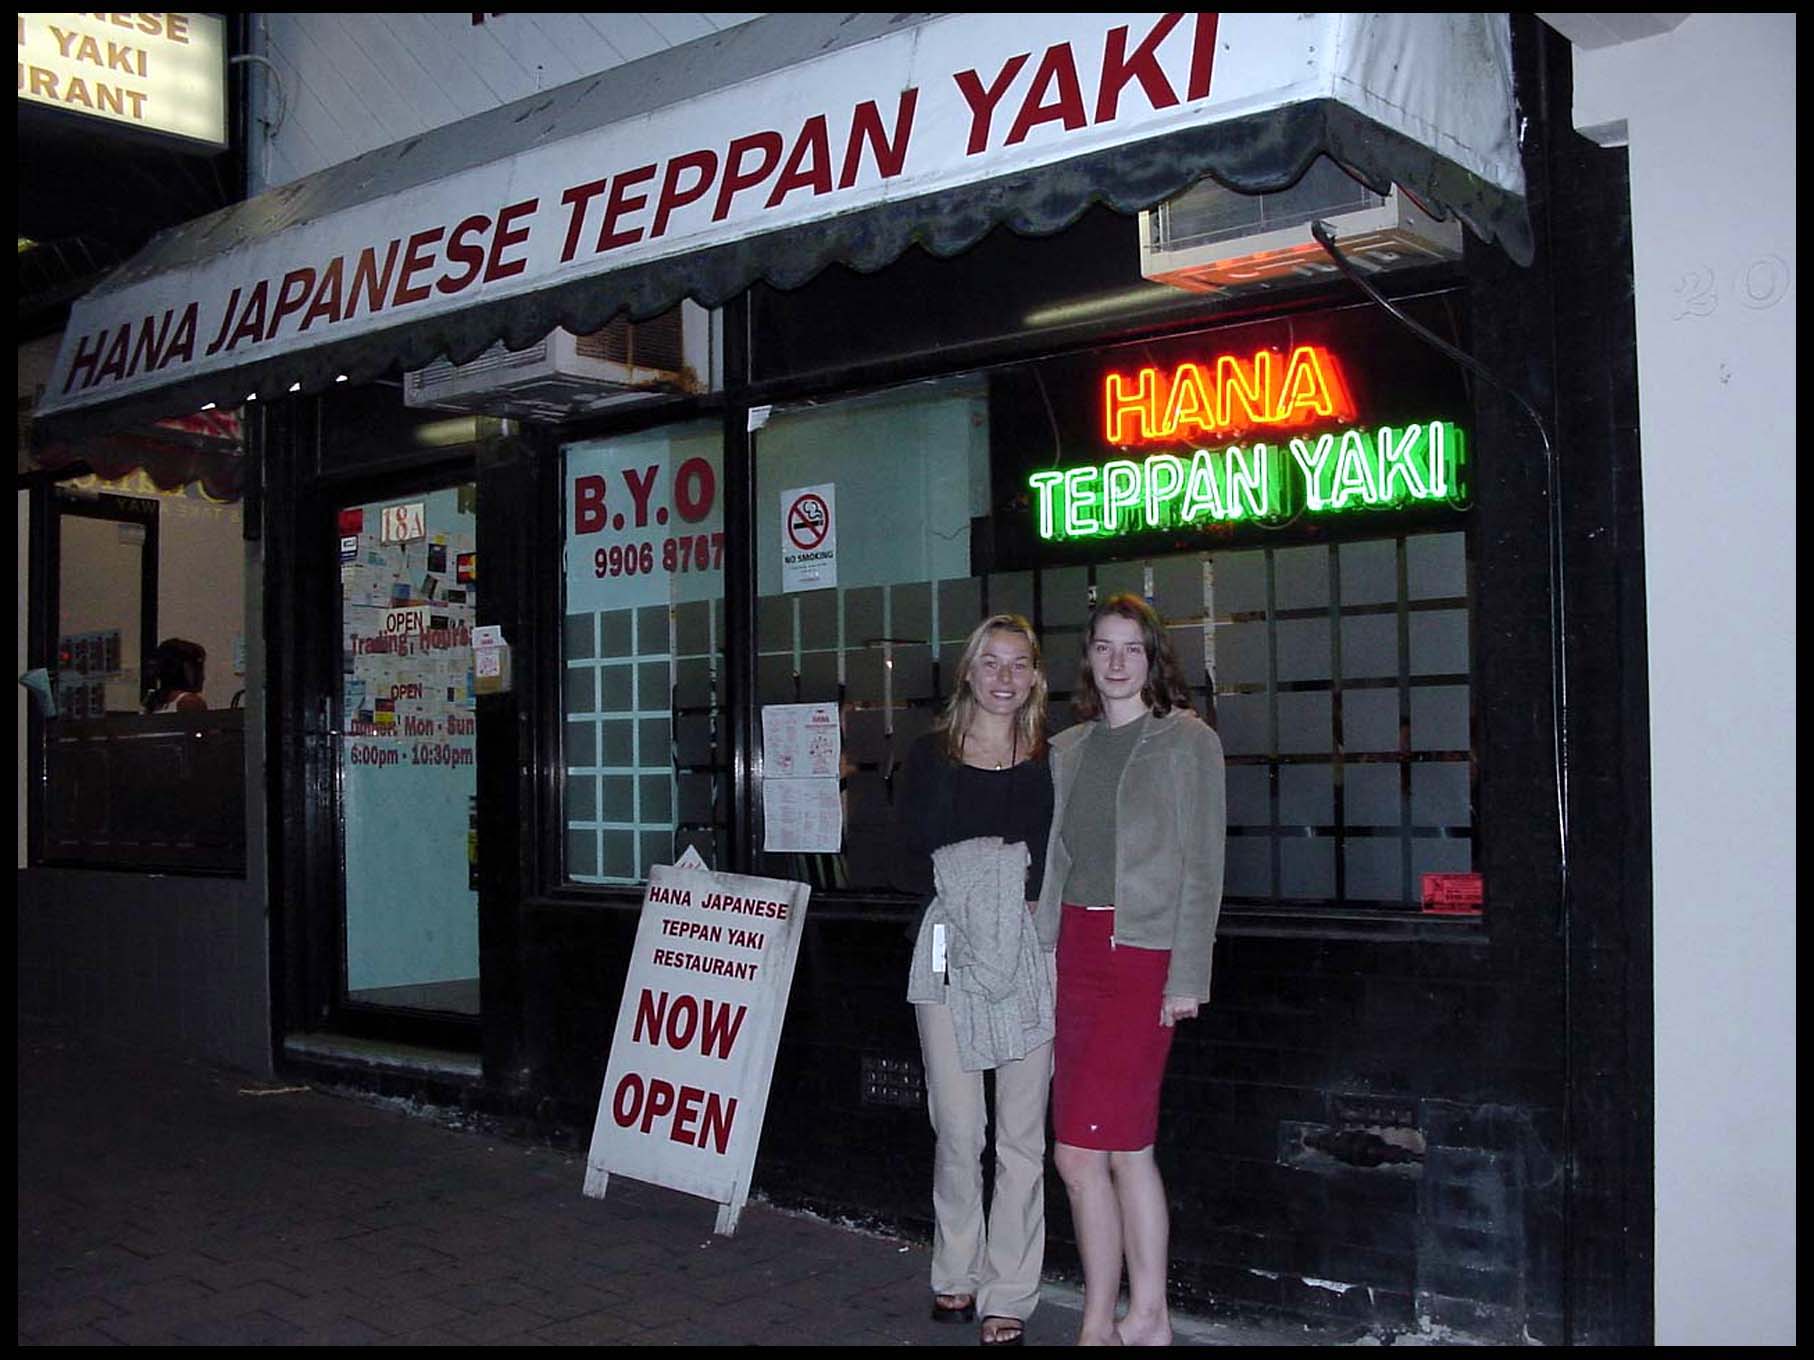 YAKI
HANA JAPANESE TEPPAN YAKI
HANA
TEPPAN YAKI
B.Y.O
9906 8767
NO SMOKING
18A
OPEN
Trading Hours
OPEN
Dinner Mon - Sun
6:00pm - 10:30pm
HANA JAPANESE
TEPPAN YAKI
RESTAURANT
NOW
OPEN
20